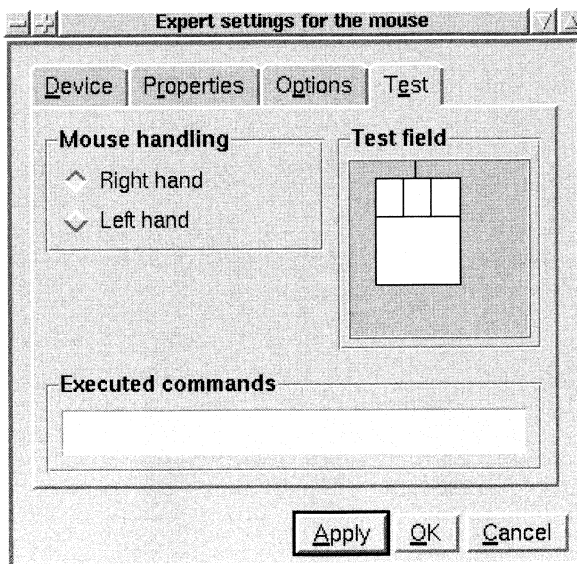 Expert settings for the mouse
Device Properties Options Test
Mouse handling
Right hand
Left hand
Test field
Executed commands
Apply OK Cancel